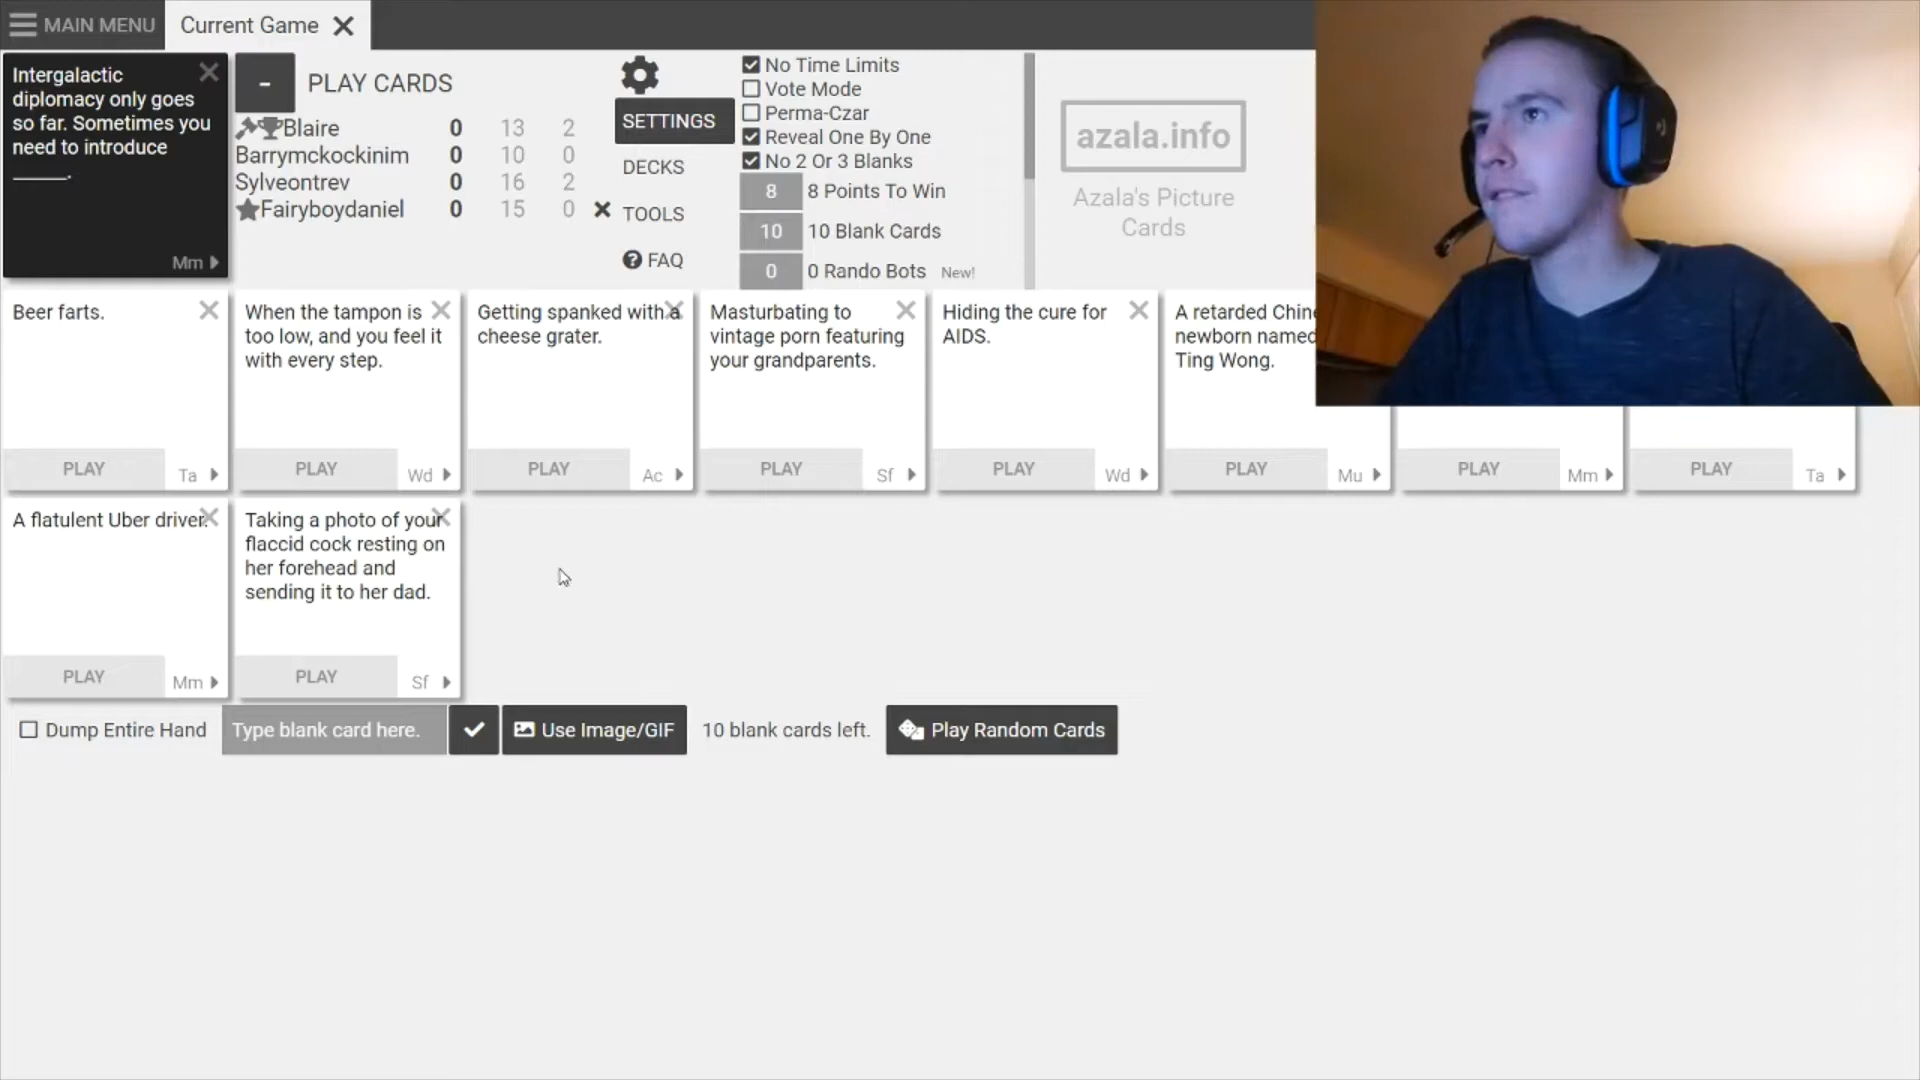 MAIN MENU
Current Game
Intergalactic
diplomacy only goes
so far. Sometimes you
need to introduce
_____.
Mm
-
PLAY CARDS
Blaire 0 13 2
Barrymckockinim 0 10 0
Sylveontrev 0 16 2
Fairyboydaniel 0 15 0
SETTINGS
DECKS
TOOLS
FAQ
No Time Limits
Vote Mode
Perma-Czar
Reveal One By One
No 2 Or 3 Blanks
8 8 Points To Win
10 10 Blank Cards
0 0 Rando Bots New!
azala.info
Azala's Picture
Cards
Beer farts.
PLAY Ta
When the tampon is
too low, and you feel it
with every step.
PLAY Wd
Getting spanked with a
cheese grater.
PLAY Ac
Masturbating to
vintage porn featuring
your grandparents.
PLAY Sf
Hiding the cure for
AIDS.
PLAY Wd
A retarded Chin
newborn named
Ting Wong.
PLAY Mu
PLAY Mm
PLAY Ta
A flatulent Uber driver.
PLAY Mm
Taking a photo of your
flaccid cock resting on
her forehead and
sending it to her dad.
PLAY Sf
Dump Entire Hand
Type blank card here.
Use Image/GIF
10 blank cards left.
Play Random Cards